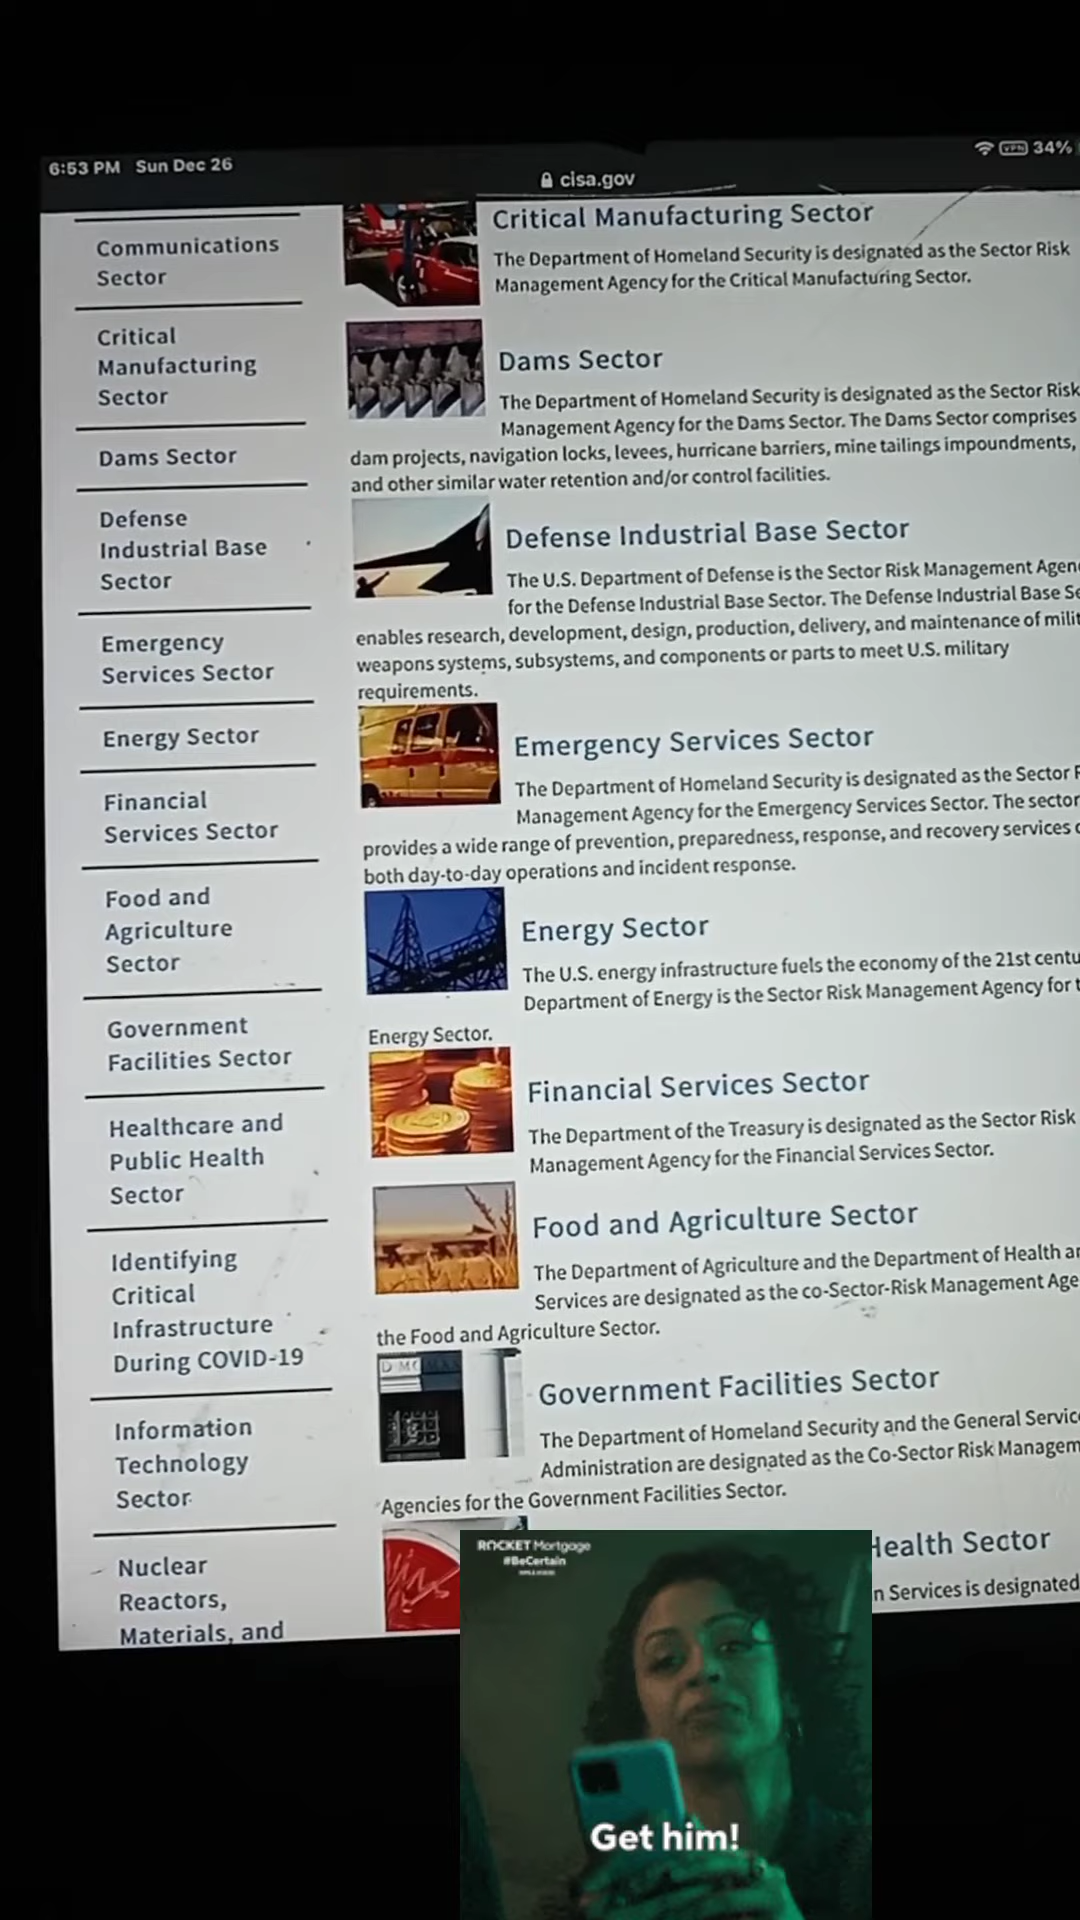 6:53 PM Sun Dec 26
VPN 34%
cisa.gov
Communications
Sector
Critical
Manufacturing
Sector
Dams Sector
Defense
Industrial Base
Sector
Emergency
Services Sector
Energy Sector
Financial
Services Sector
Food and
Agriculture
Sector
Government
Facilities Sector
Healthcare and
Public Health
Sector
Identifying
Critical
Infrastructure
During COVID-19
Information
Technology
Sector
Nuclear
Reactors,
Materials, and
Critical Manufacturing Sector
The Department of Homeland Security is designated as the Sector Risk
Management Agency for the Critical Manufacturing Sector.
Dams Sector
The Department of Homeland Security is designated as the Sector Risk
Management Agency for the Dams Sector. The Dams Sector comprises
dam projects, navigation locks, levees, hurricane barriers, mine tailings impoundments,
and other similar water retention and/or control facilities.
Defense Industrial Base Sector
The U.S. Department of Defense is the Sector Risk Management Agen
for the Defense Industrial Base Sector. The Defense Industrial Base Se
enables research, development, design, production, delivery, and maintenance of milit
weapons systems, subsystems, and components or parts to meet U.S. military
requirements.
Emergency Services Sector
The Department of Homeland Security is designated as the Sector R
Management Agency for the Emergency Services Sector. The sector
provides a wide range of prevention, preparedness, response, and recovery services
both day-to-day operations and incident response.
Energy Sector
The U.S. energy infrastructure fuels the economy of the 21st centu
Department of Energy is the Sector Risk Management Agency for t
Energy Sector.
Financial Services Sector
The Department of the Treasury is designated as the Sector Risk
Management Agency for the Financial Services Sector.
Food and Agriculture Sector
The Department of Agriculture and the Department of Health an
Services are designated as the co-Sector-Risk Management Age
the Food and Agriculture Sector.
Government Facilities Sector
The Department of Homeland Security and the General Service
Administration are designated as the Co-Sector Risk Managem
Agencies for the Government Facilities Sector.
Health Sector
n Services is designated
ROCKET Mortgage
#BeCertain
Get him!